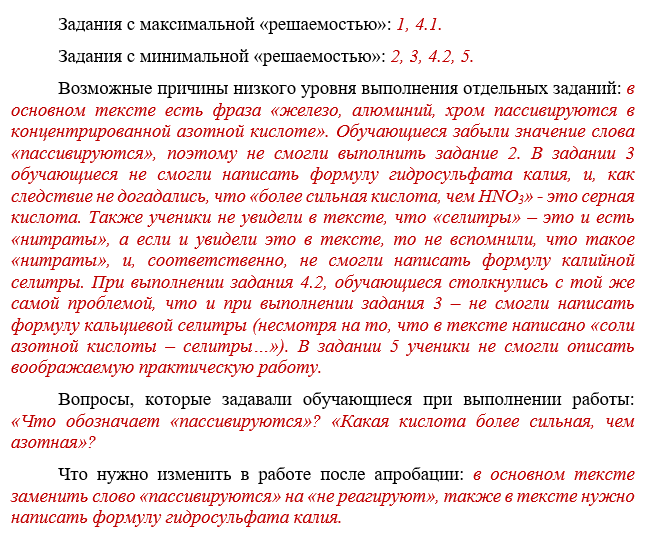 Задания с максимальной «решаемостью»: 1, 4.1.
Задания с минимальной «решаемостью»: 2, 3, 4.2, 5.
Возможные причины низкого уровня выполнения отдельных заданий: в
основном тексте есть фраза «железо, алюминий, хром пассивируются в
концентрированной азотной кислоте». Обучающиеся забыли значение слова
«пассивируются», поэтому не смогли выполнить задание 2. В задании 3
обучающиеся не смогли написать формулу гидросульфата калия, и, как
следствие не догадались, что «более сильная кислота, чем HNO₃» - это серная
кислота. Также ученики не увидели в тексте, что «селитры» – это и есть
«нитраты», а если и увидели это в тексте, то не вспомнили, что такое
«нитраты», и, соответственно, не смогли написать формулу калийной
селитры. При выполнении задания 4.2, обучающиеся столкнулись с той же
самой проблемой, что и при выполнении задания 3 – не смогли написать
формулу кальциевой селитры (несмотря на то, что в тексте написано «соли
азотной кислоты – селитры…»). В задании 5 ученики не смогли описать
воображаемую практическую работу.
Вопросы, которые задавали обучающиеся при выполнении работы:
«Что обозначает «пассивируются»? «Какая кислота более сильная, чем
азотная»?
Что нужно изменить в работе после апробации: в основном тексте
заменить слово «пассивируются» на «не реагируют», также в тексте нужно
написать формулу гидросульфата калия.